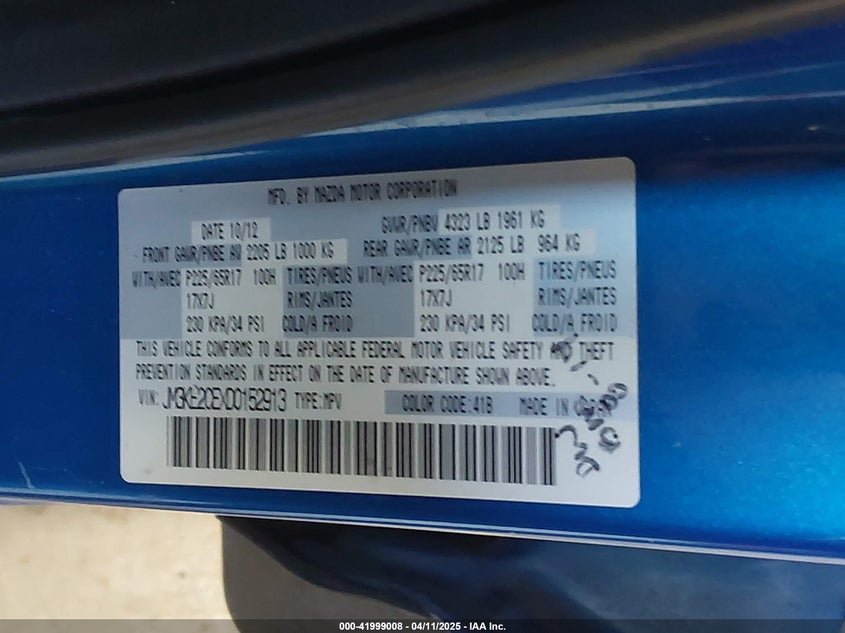 MFD. BY MAZDA MOTOR CORPORATION
DATE 10/12 GVWR/PNBV 4323 LB 1961 KG
FRONT GAWR/PNBE AV 2205 LB 1000 KG REAR GAWR/PNBE AR 2125 LB 964 KG
WITH/AVEC P225/65R17 100H TIRES/PNEUS WITH/AVEC P225/65R17 100H TIRES/PNEUS
17X7J RIMS/JANTES 17X7J RIMS/JANTES
230 KPA/34 PSI COLD/A FROID 230 KPA/34 PSI COLD/A FROID
THIS VEHICLE CONFORMS TO ALL APPLICABLE FEDERAL MOTOR VEHICLE SAFETY AND THEFT
PREVENTION STANDARDS IN EFFECT ON THE DATE OF MANUFACTURE SHOWN ABOVE.
VIN: TYPE:MPV COLOR CODE:41B MADE IN
000-41999008 - 04/11/2025 - IAA Inc.